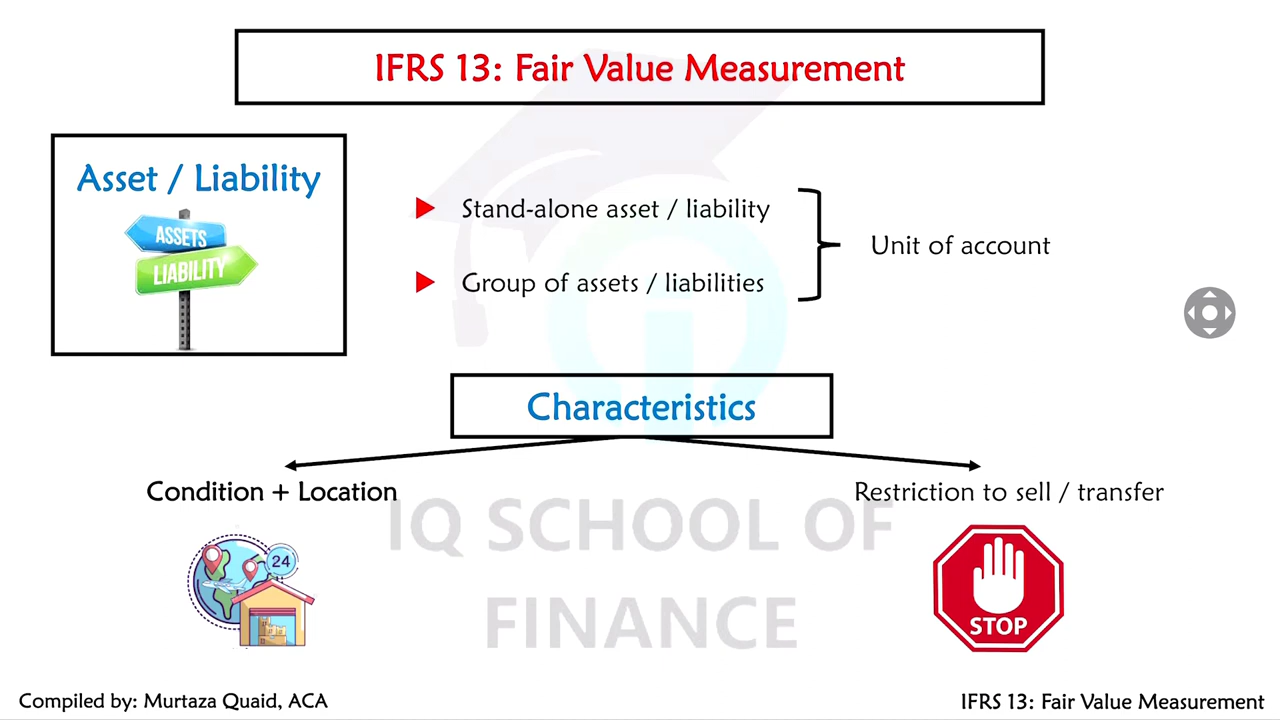 IFRS 13: Fair Value Measurement
Asset / Liability
ASSETS
LIABILITY
Stand-alone asset / liability
Group of assets / liabilities
Unit of account
Characteristics
Condition + Location
Restriction to sell / transfer
24
STOP
IQ SCHOOL OF
FINANCE
Compiled by: Murtaza Quaid, ACA
IFRS 13: Fair Value Measurement